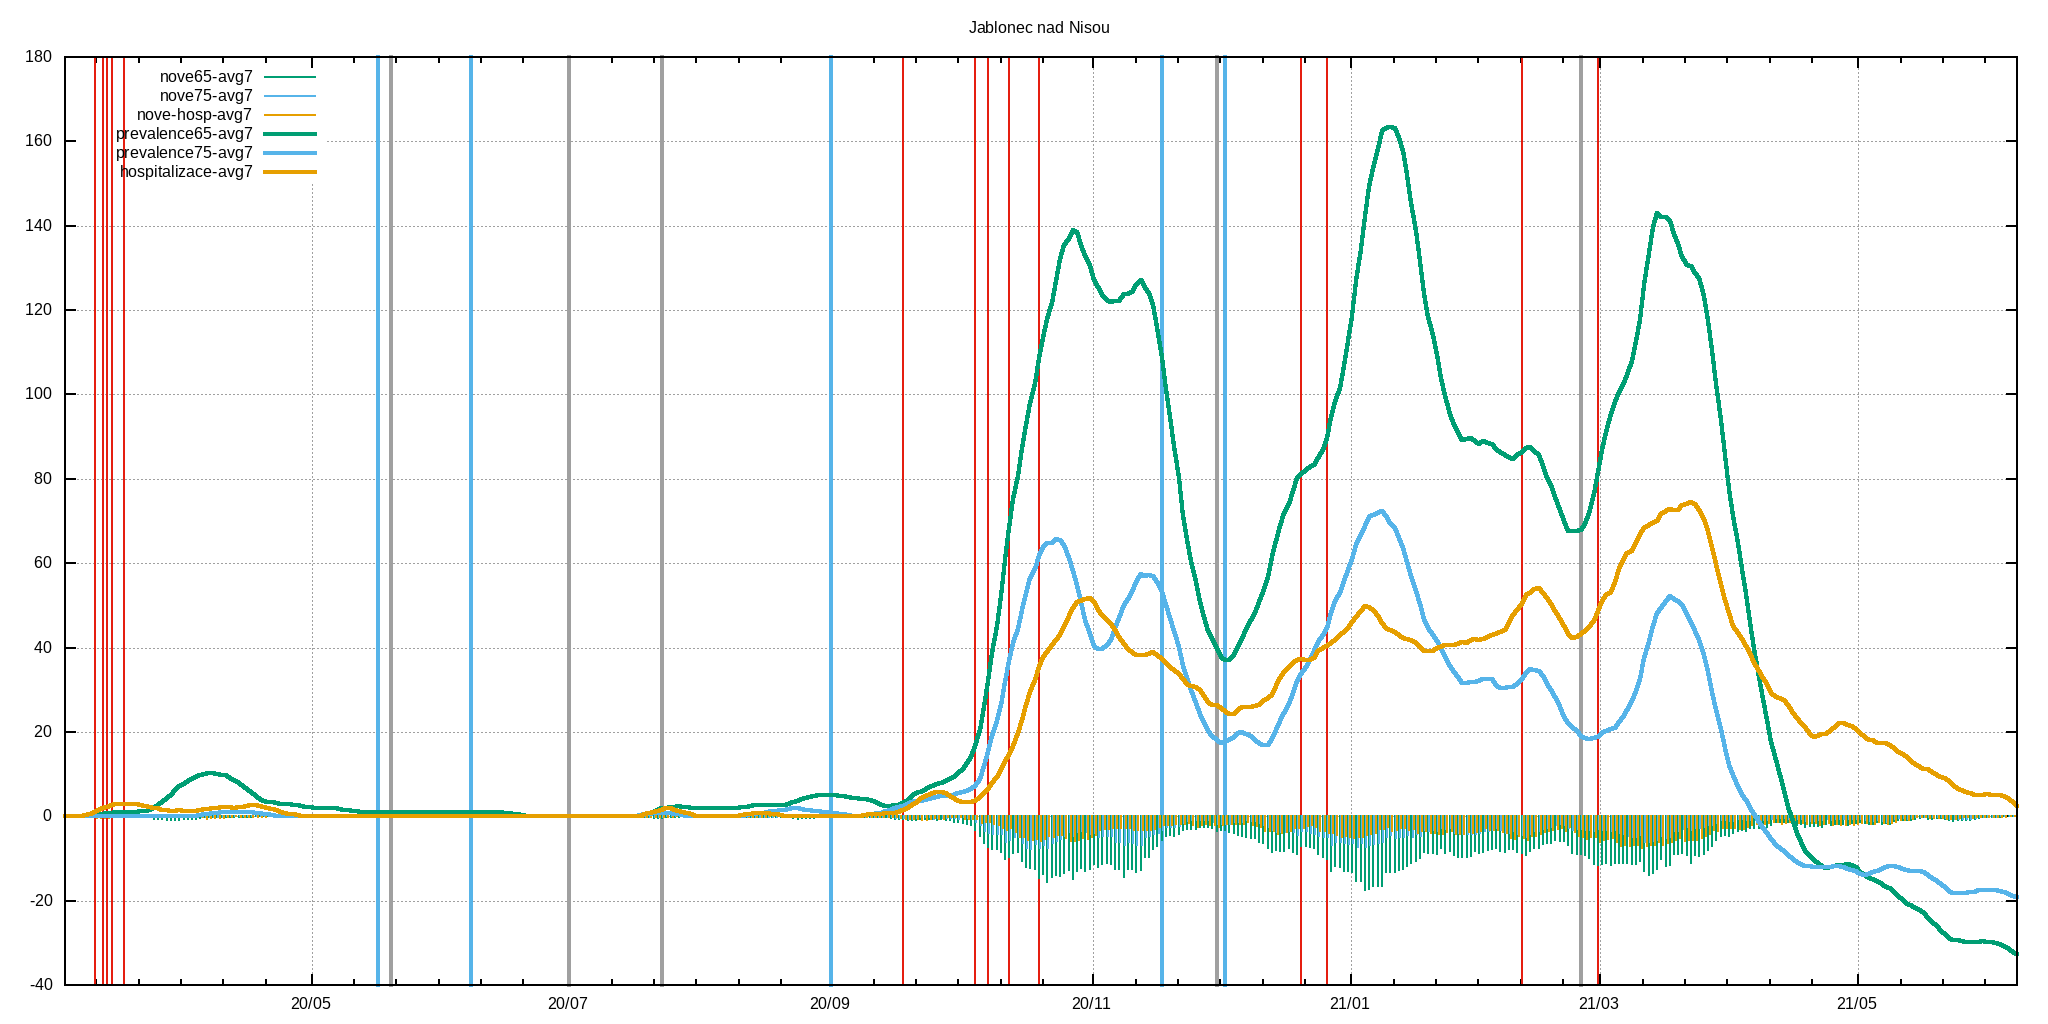 Jablonec nad Nisou
180
160
140
120
100
80
60
40
20
0
-20
-40
nove65-avg7
nove75-avg7
nove-hosp-avg7
prevalence65-avg7
prevalence75-avg7
hospitalizace-avg7
20/05
20/07
20/09
20/11
21/01
21/03
21/05